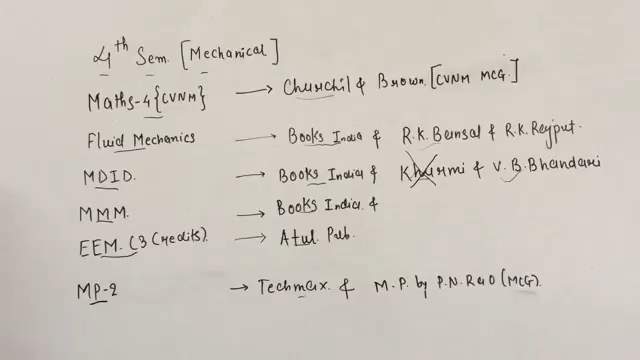 4th Sem. [Mechanical]
Maths-4 {CVNM} → Churchil & Brown. [CVNM MCG]
Fluid Mechanics → Books India & R.K. Bansal & R.K. Rajput.
MDID. → Books India & Khurmi & V.B. Bhandari
MMM. → Books India &
EEM. (3 Credits). → Atul. Pub.
MP-2 → Techmax. & M.P. by P.N. RaO (MCG).